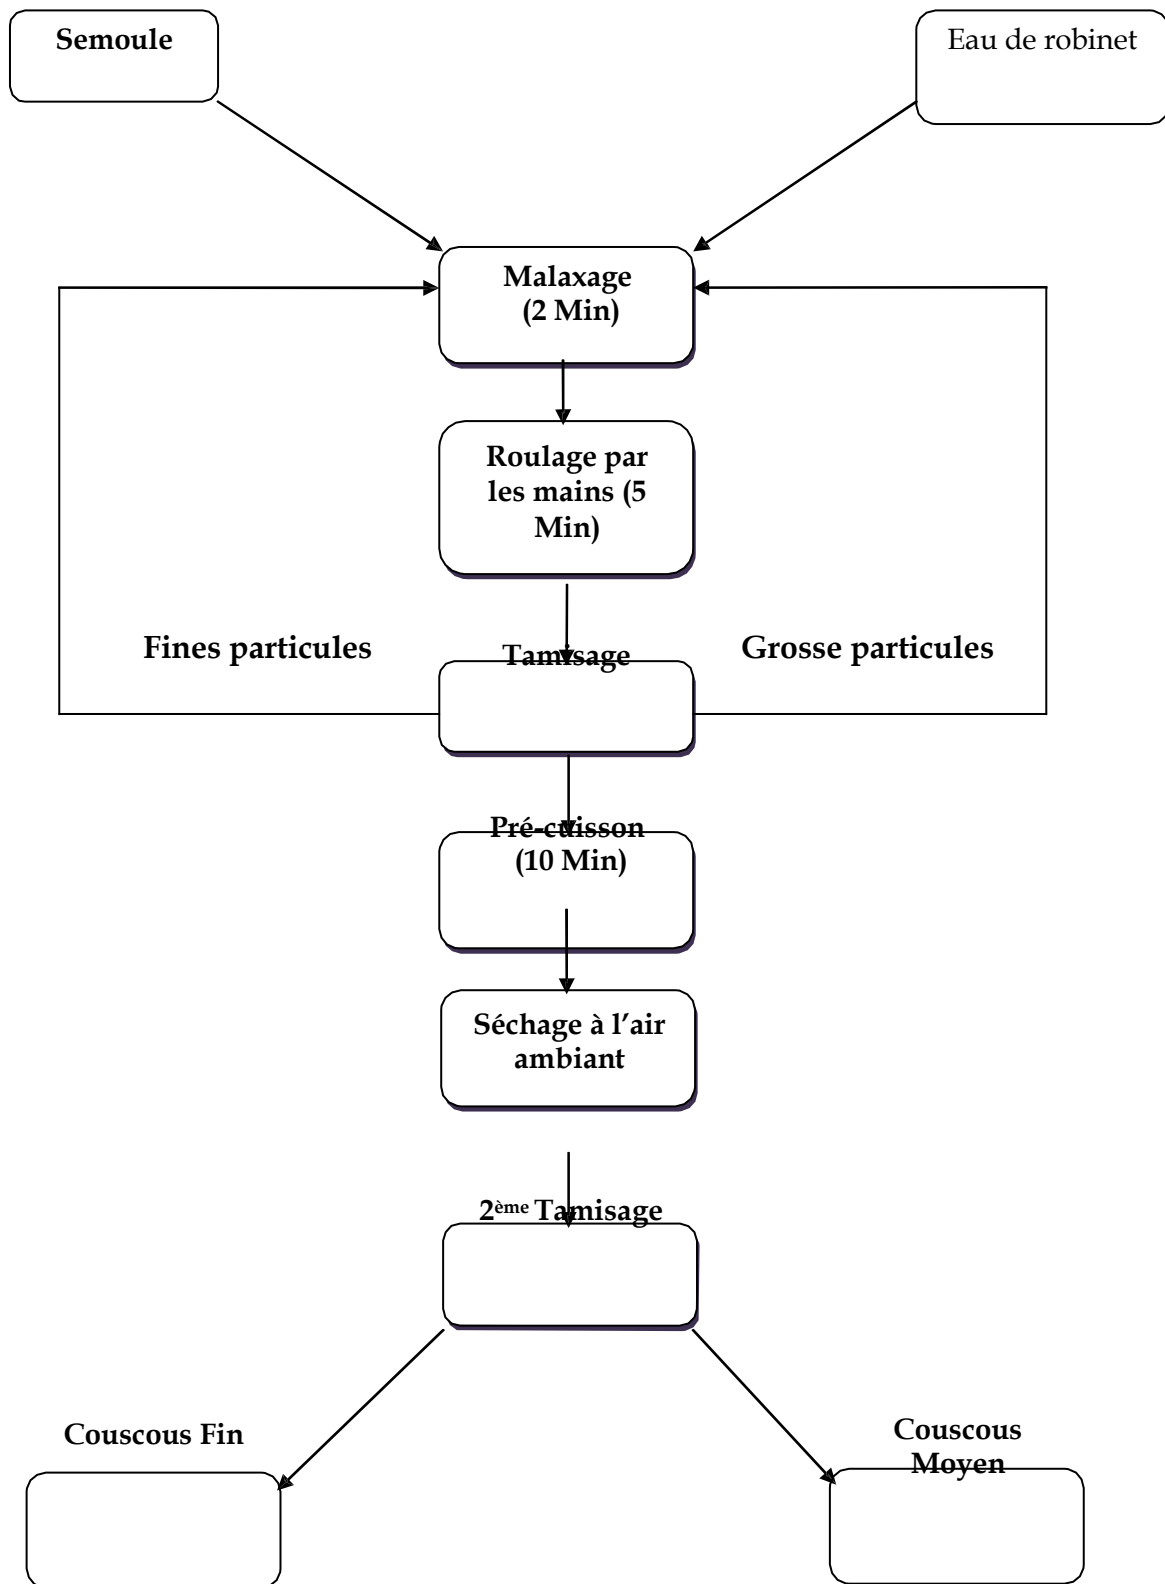 Semoule
Eau de robinet
Malaxage
(2 Min)
Roulage par
les mains (5
Min)
Fines particules
Tamisage
Grosse particules
Pré-cuisson
(10 Min)
Séchage à l’air
ambiant
2ème Tamisage
Couscous Fin
Couscous
Moyen